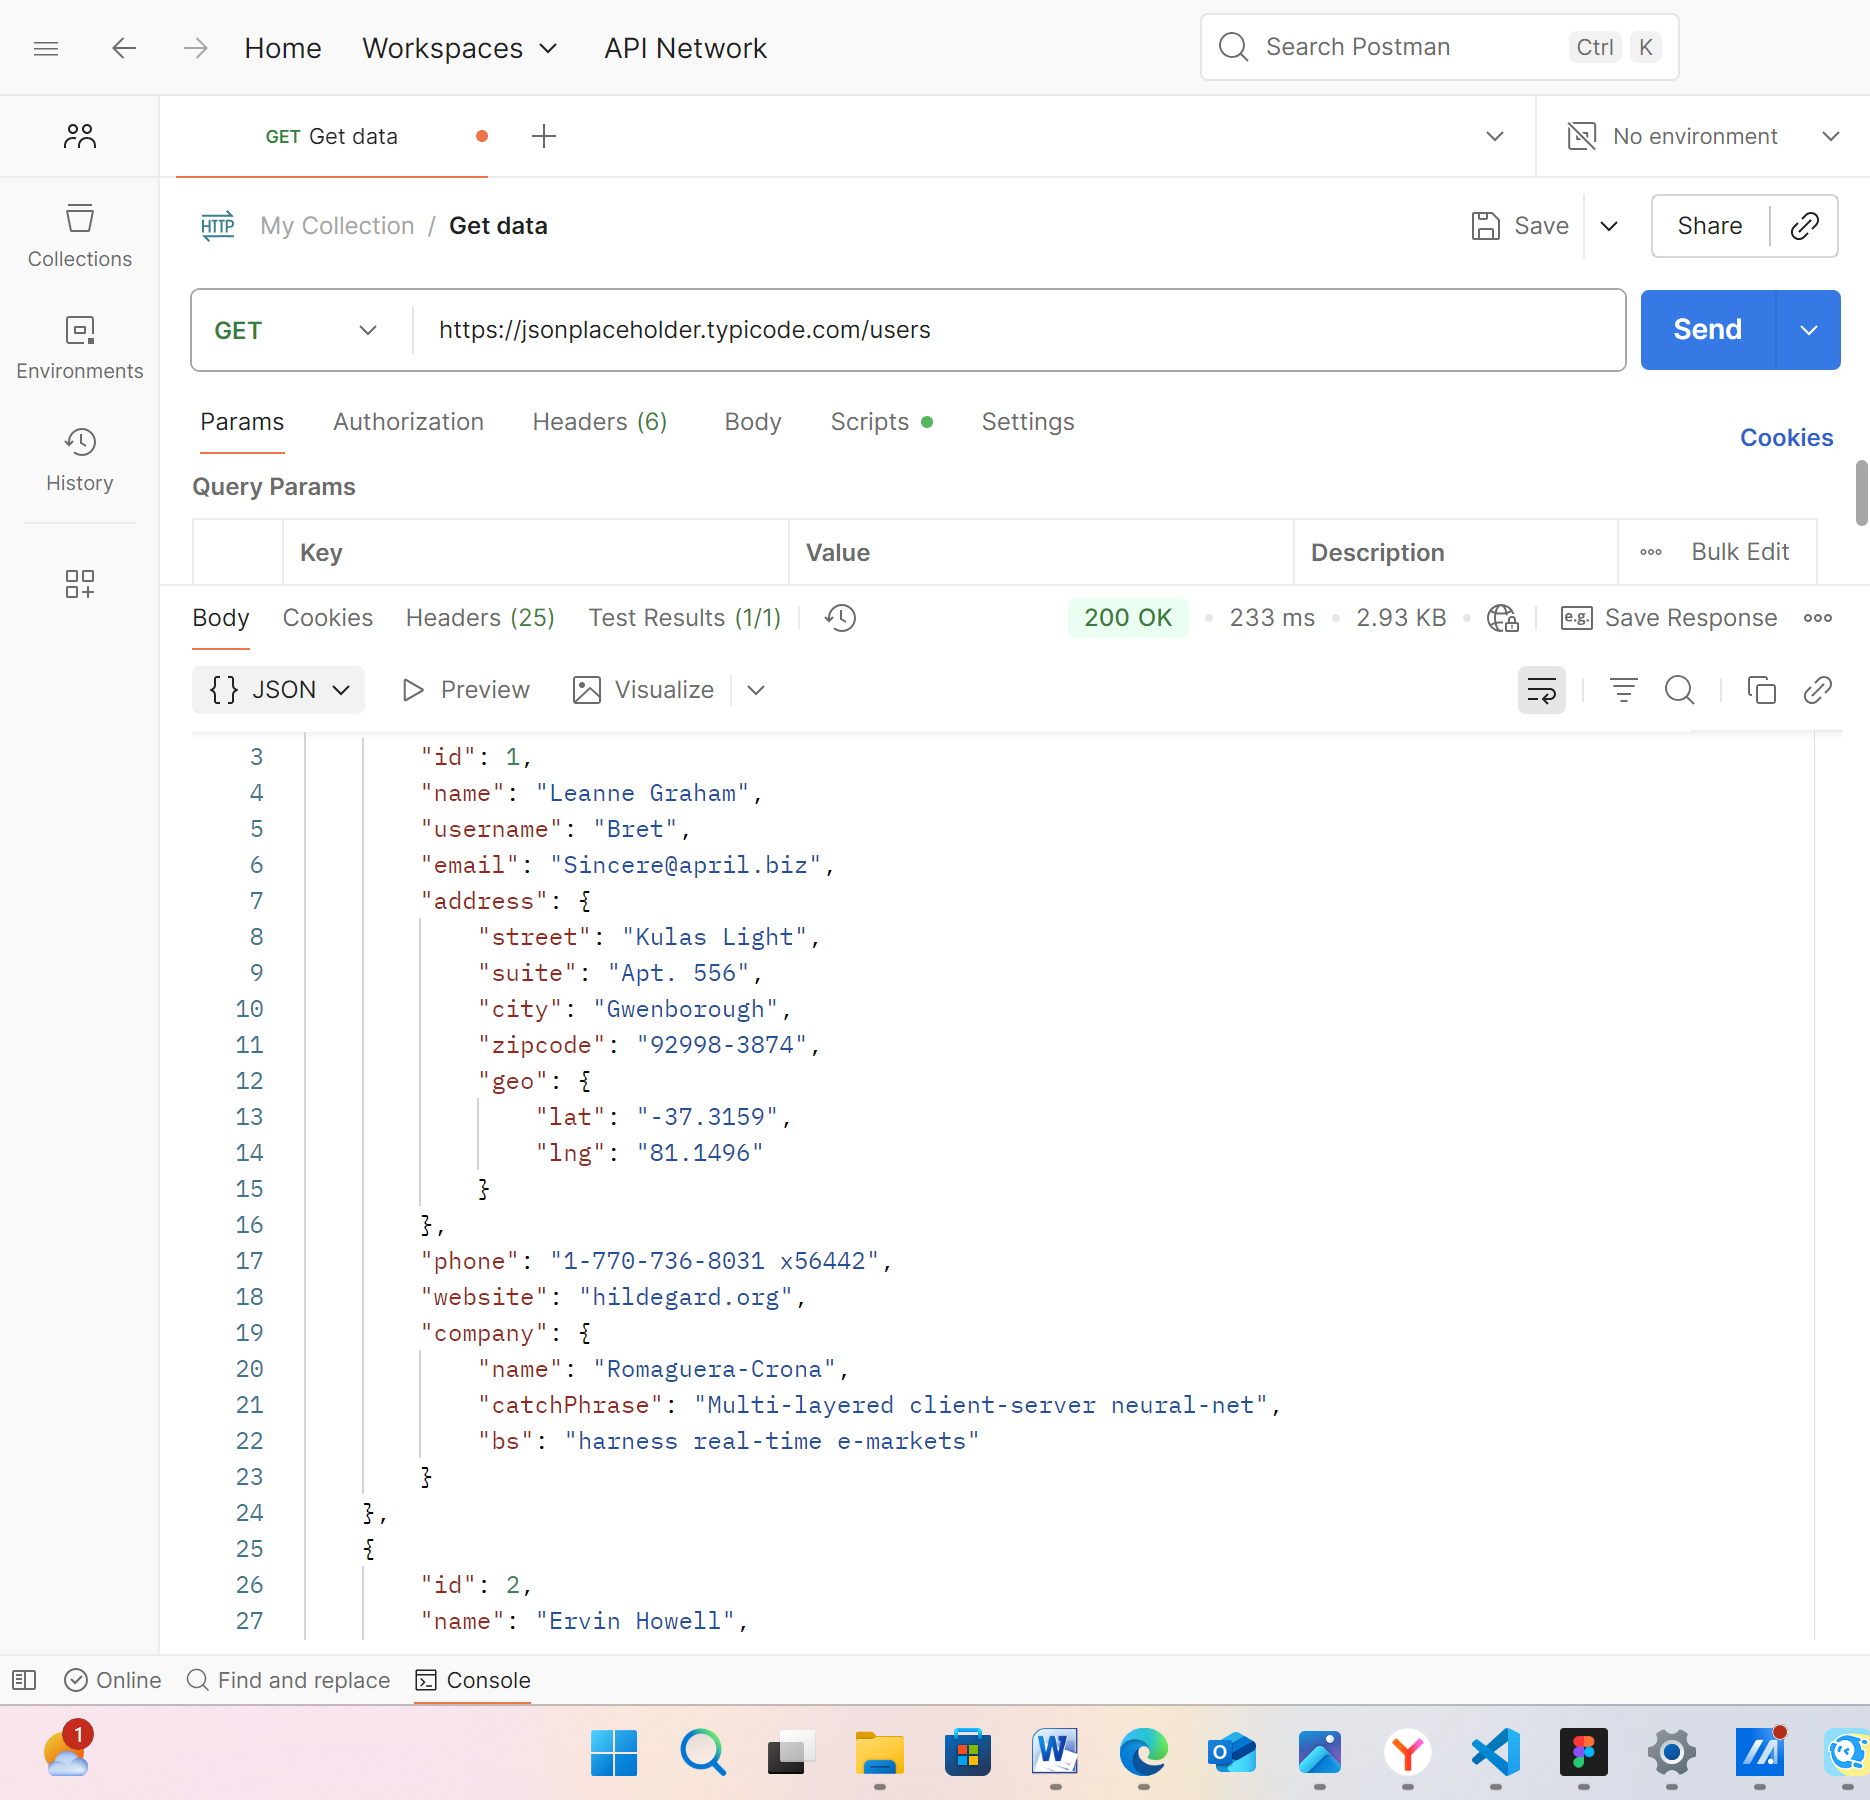 Home Workspaces API Network Search Postman Ctrl K
GET Get data No environment
HTTP My Collection / Get data Save Share
Collections
GET https://jsonplaceholder.typicode.com/users Send
Environments
Params Authorization Headers (6) Body Scripts Settings Cookies
History
Query Params
Key Value Description Bulk Edit
Body Cookies Headers (25) Test Results (1/1) 200 OK 233 ms 2.93 KB e.g. Save Response
{} JSON Preview Visualize
3 "id": 1,
4 "name": "Leanne Graham",
5 "username": "Bret",
6 "email": "Sincere@april.biz",
7 "address": {
8 "street": "Kulas Light",
9 "suite": "Apt. 556",
10 "city": "Gwenborough",
11 "zipcode": "92998-3874",
12 "geo": {
13 "lat": "-37.3159",
14 "lng": "81.1496"
15 }
16 },
17 "phone": "1-770-736-8031 x56442",
18 "website": "hildegard.org",
19 "company": {
20 "name": "Romaguera-Crona",
21 "catchPhrase": "Multi-layered client-server neural-net",
22 "bs": "harness real-time e-markets"
23 }
24 },
25 {
26 "id": 2,
27 "name": "Ervin Howell",
Online Find and replace Console
1